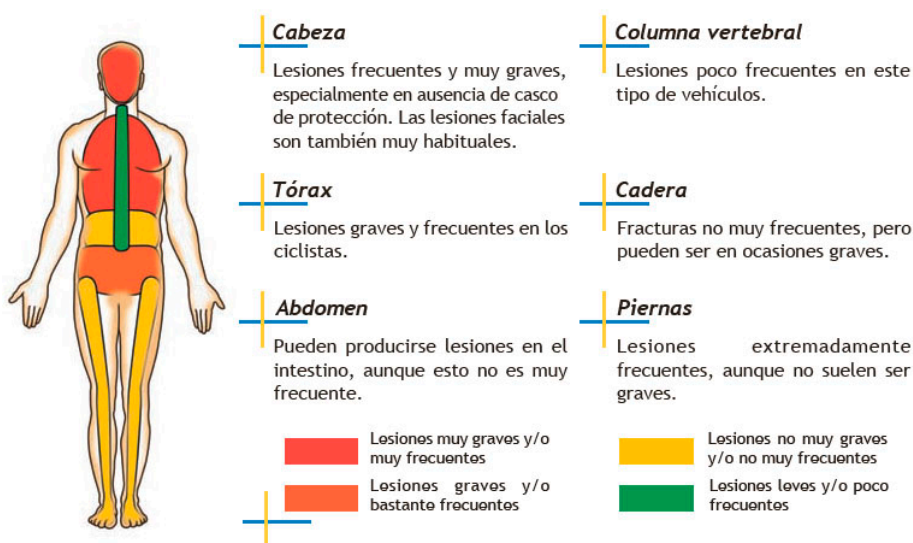 Cabeza
Lesiones frecuentes y muy graves,
especialmente en ausencia de casco
de protección. Las lesiones faciales
son también muy habituales.
Columna vertebral
Lesiones poco frecuentes en este
tipo de vehículos.
Tórax
Lesiones graves y frecuentes en los
ciclistas.
Cadera
Fracturas no muy frecuentes, pero
pueden ser en ocasiones graves.
Abdomen
Pueden producirse lesiones en el
intestino, aunque esto no es muy
frecuente.
Piernas
Lesiones extremadamente
frecuentes, aunque no suelen ser
graves.
Lesiones muy graves y/o
muy frecuentes
Lesiones graves y/o
bastante frecuentes
Lesiones no muy graves
y/o no muy frecuentes
Lesiones leves y/o poco
frecuentes